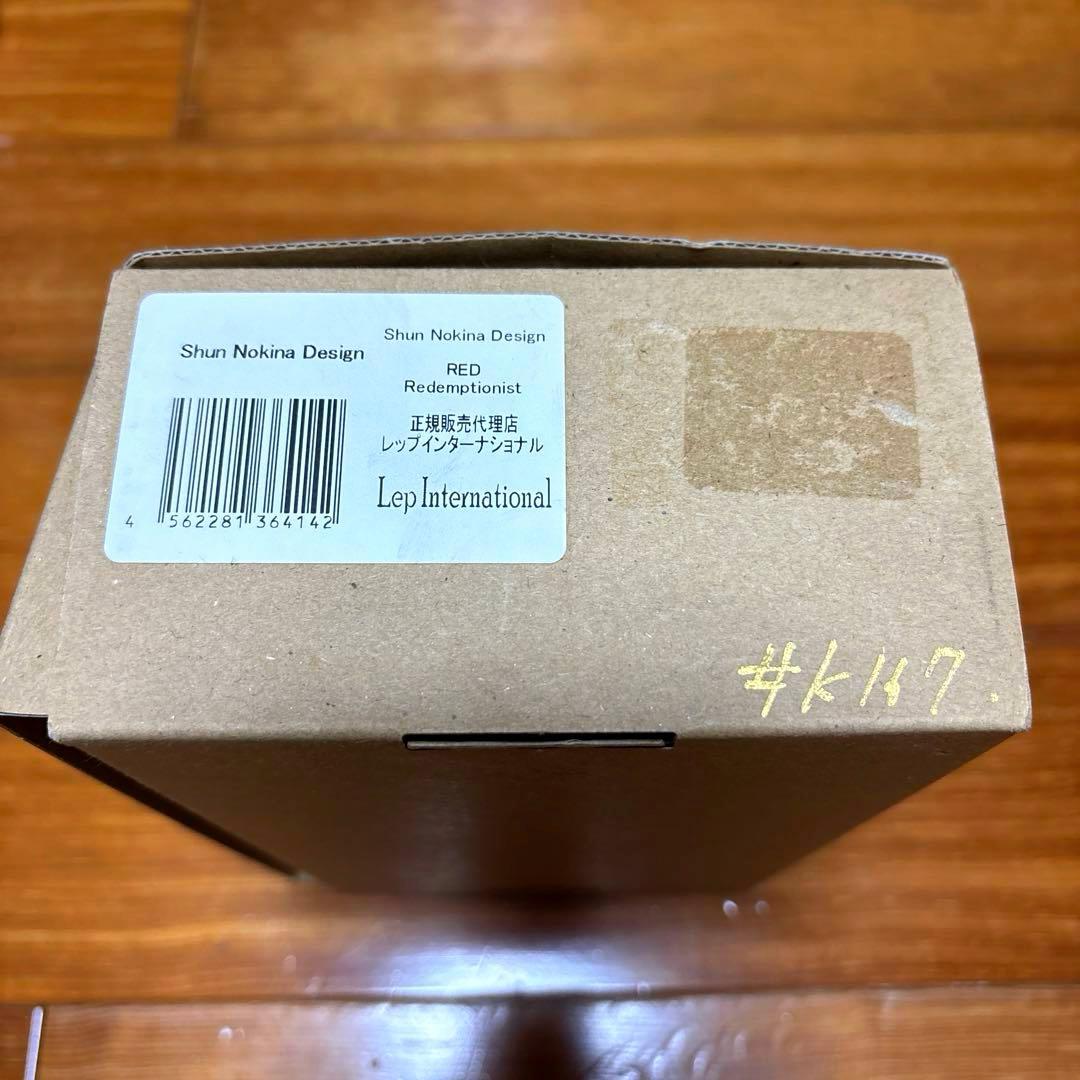 Shun Nokina Design
4 562281 364142
Shun Nokina Design
RED
Redemptionist
正規販売代理店
レップインターナショナル
Lep International
#K167.